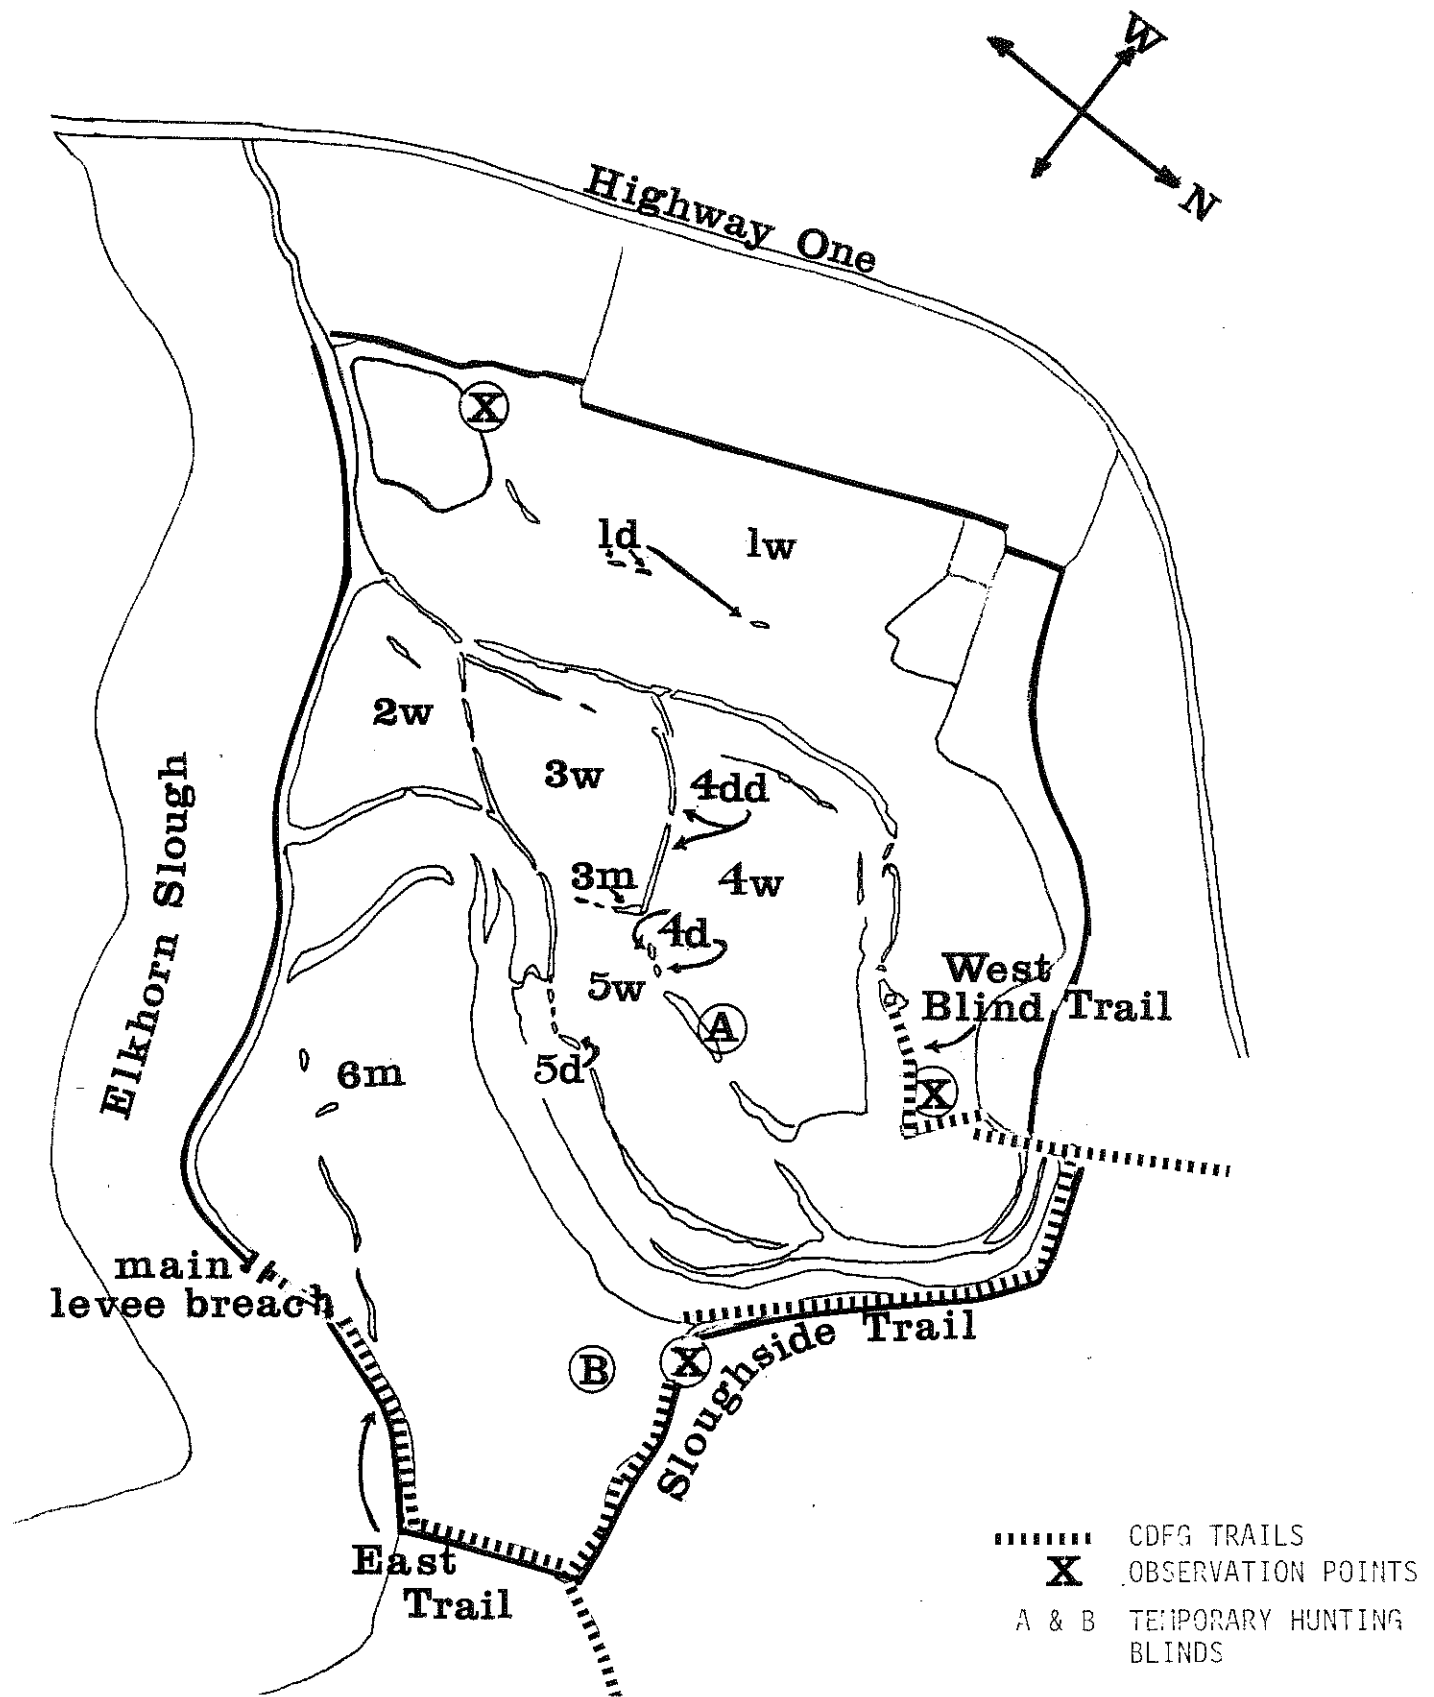 W
N
Highway One
X
1d
1w
2w
3w
4dd
3m
4w
4d
5w
West
Blind Trail
A
Elkhorn Slough
6m
5d
X
main
levee breach
B
X
Sloughside Trail
East
Trail
CDFG TRAILS
X OBSERVATION POINTS
A & B TEMPORARY HUNTING
BLINDS